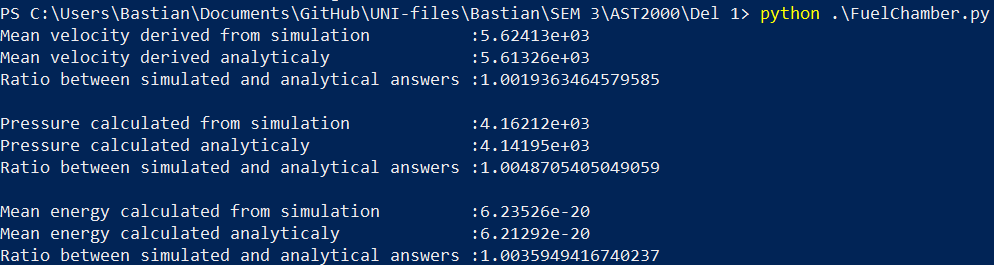 PS C:\Users\Bastian\Documents\GitHub\UNI-files\Bastian\SEM 3\AST2000\Del 1> python .\FuelChamber.py
Mean velocity derived from simulation          :5.62413e+03
Mean velocity derived analyticaly              :5.61326e+03
Ratio between simulated and analytical answers :1.0019363464579585

Pressure calculated from simulation            :4.16212e+03
Pressure calculated analyticaly                :4.14195e+03
Ratio between simulated and analytical answers :1.0048705405049059

Mean energy calculated from simulation         :6.23526e-20
Mean energy calculated analyticaly             :6.21292e-20
Ratio between simulated and analytical answers :1.0035949416740237